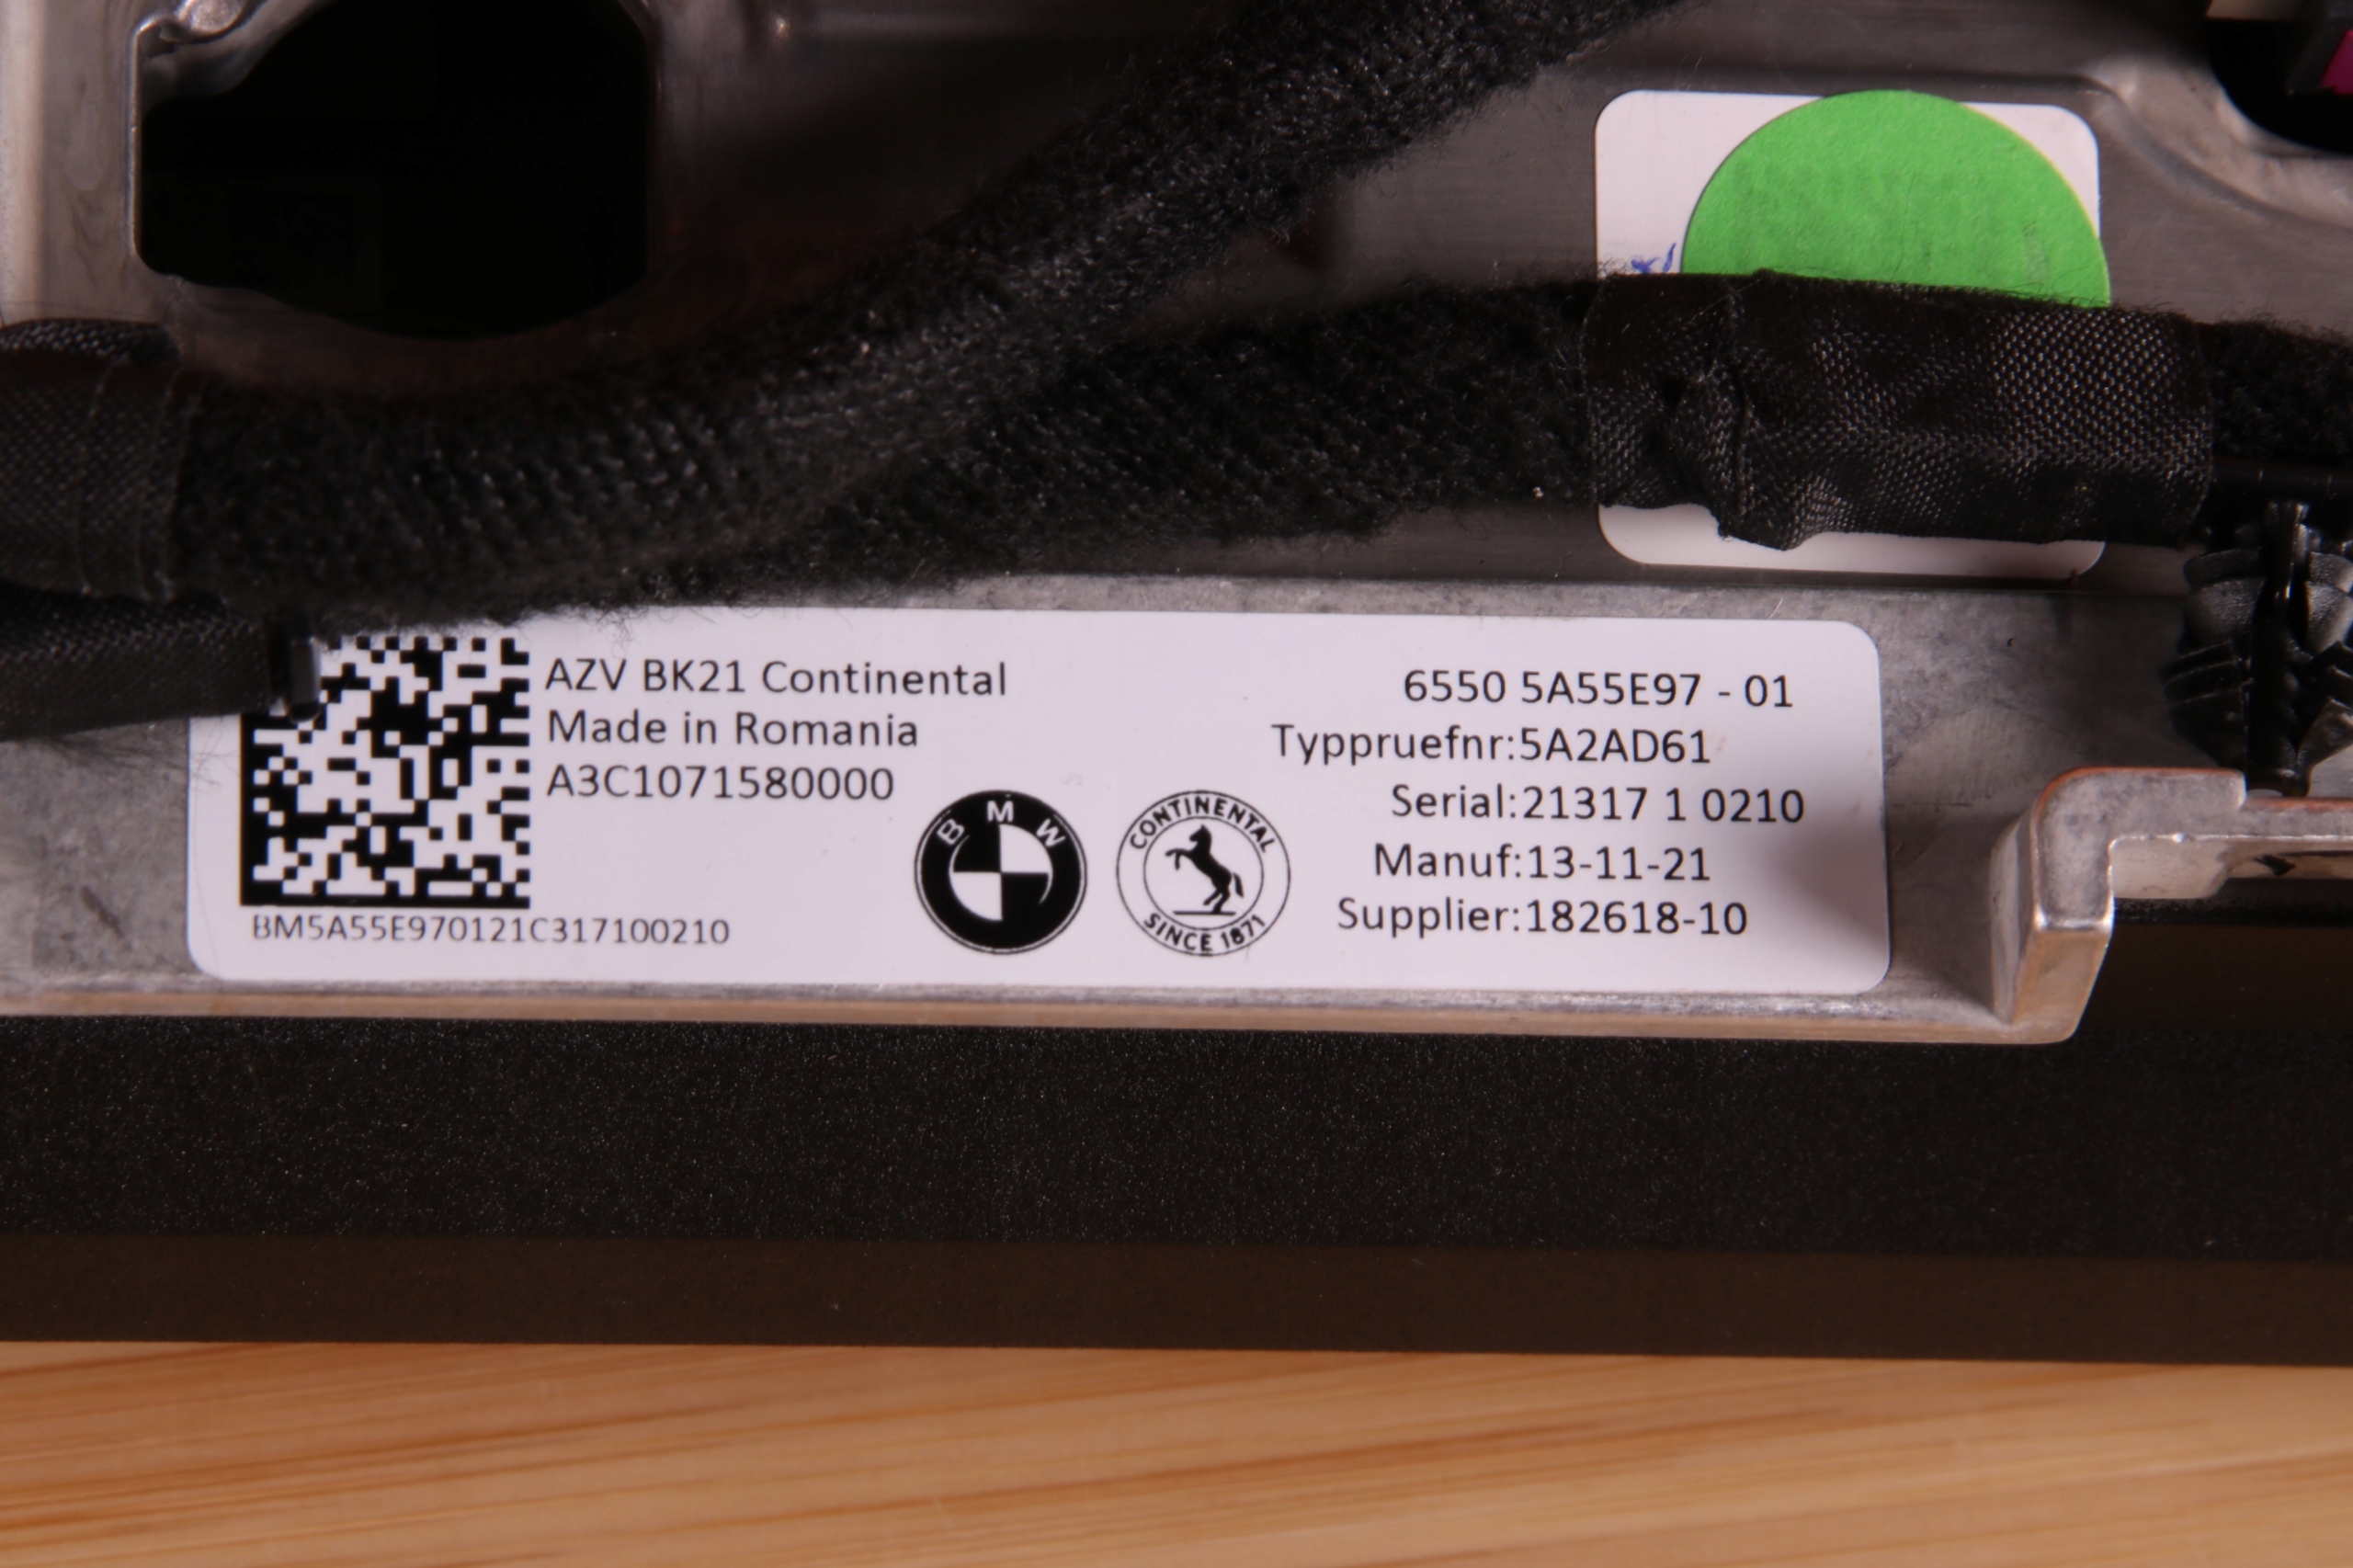 AZV BK21 Continental
Made in Romania
A3C1071580000
BM5A55E970121C317100210
BMW
CONTINENTAL
SINCE 1871
6550 5A55E97 - 01
Typpruefnr:5A2AD61
Serial:21317 1 0210
Manuf:13-11-21
Supplier:182618-10